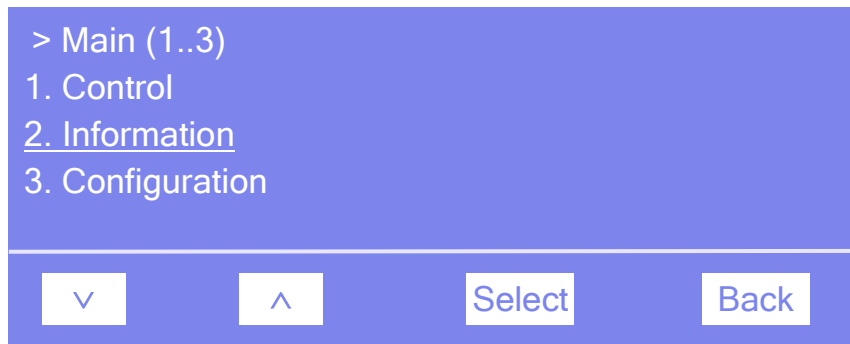 > Main (1..3)
1. Control
2. Information
3. Configuration
∨ ∧ Select Back